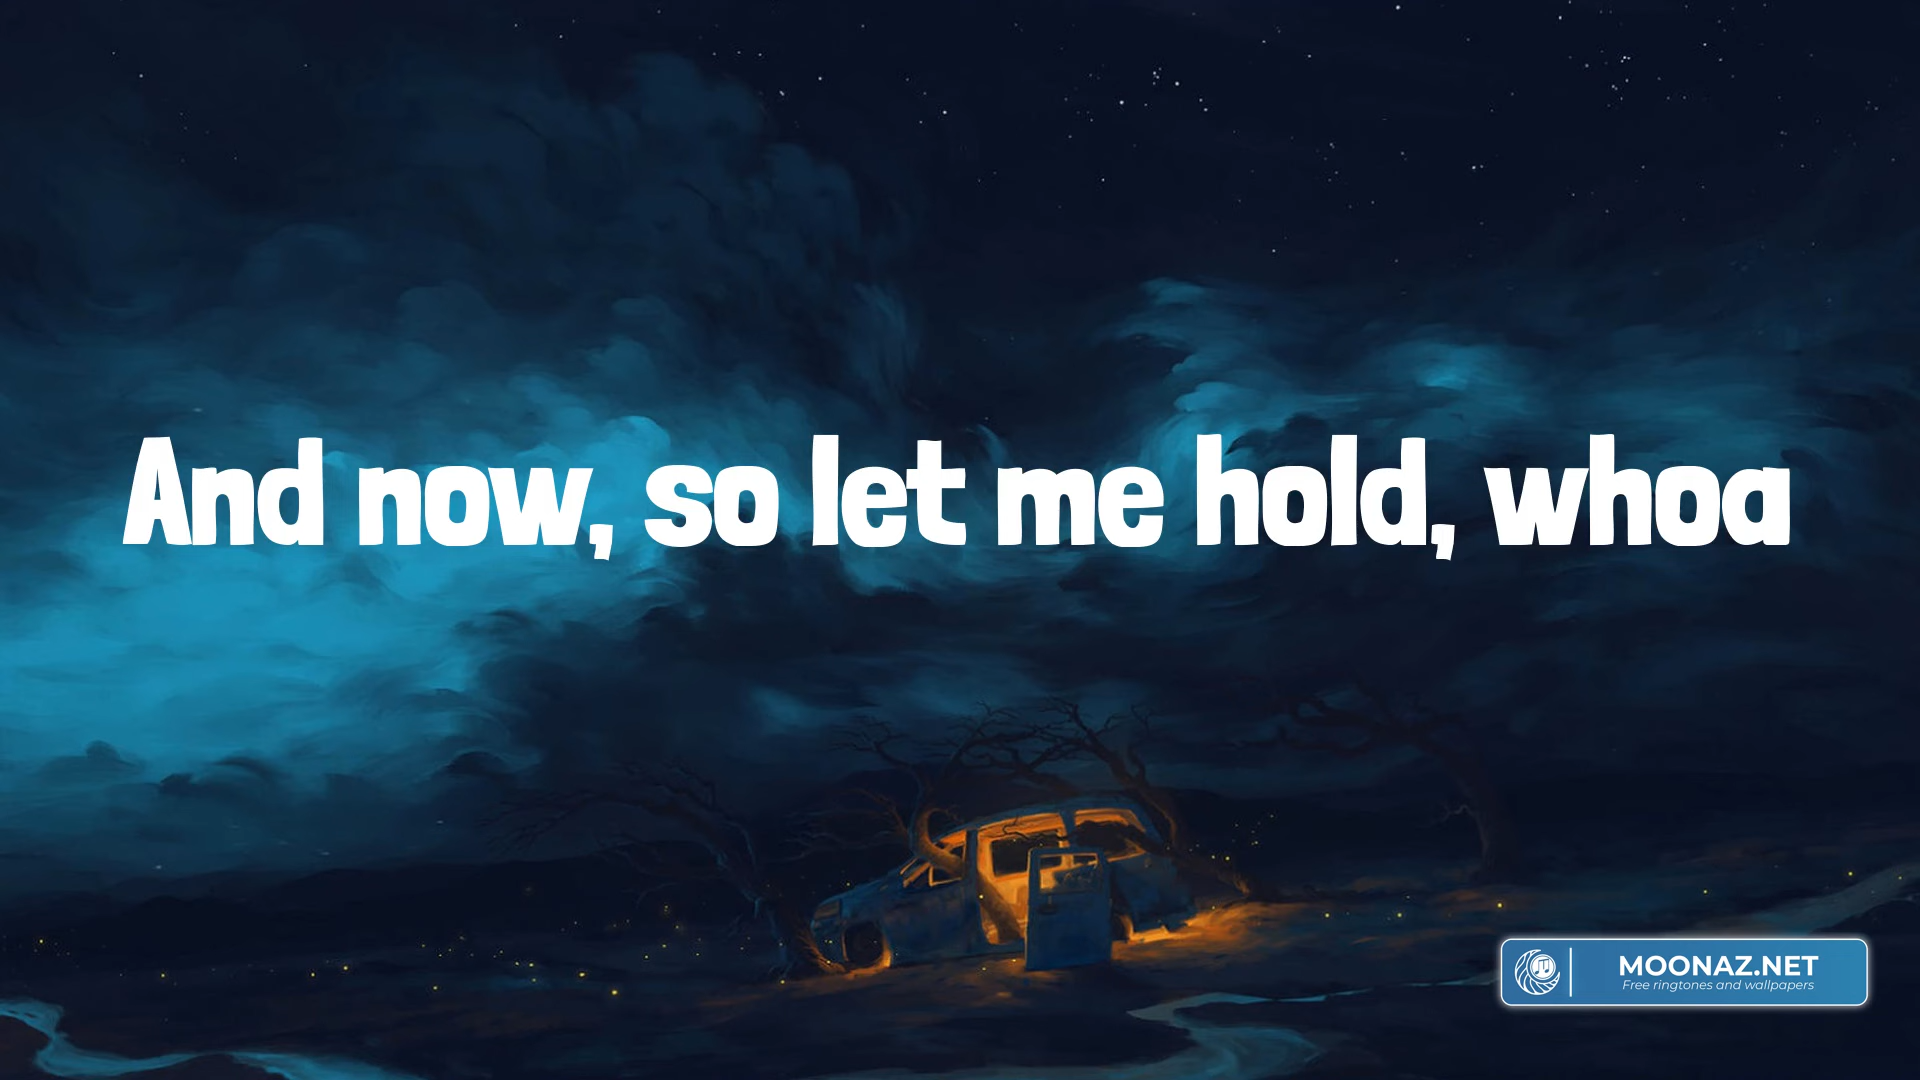 And now, so let me hold, whoa
MOONAZ.NET
Free ringtones and wallpapers